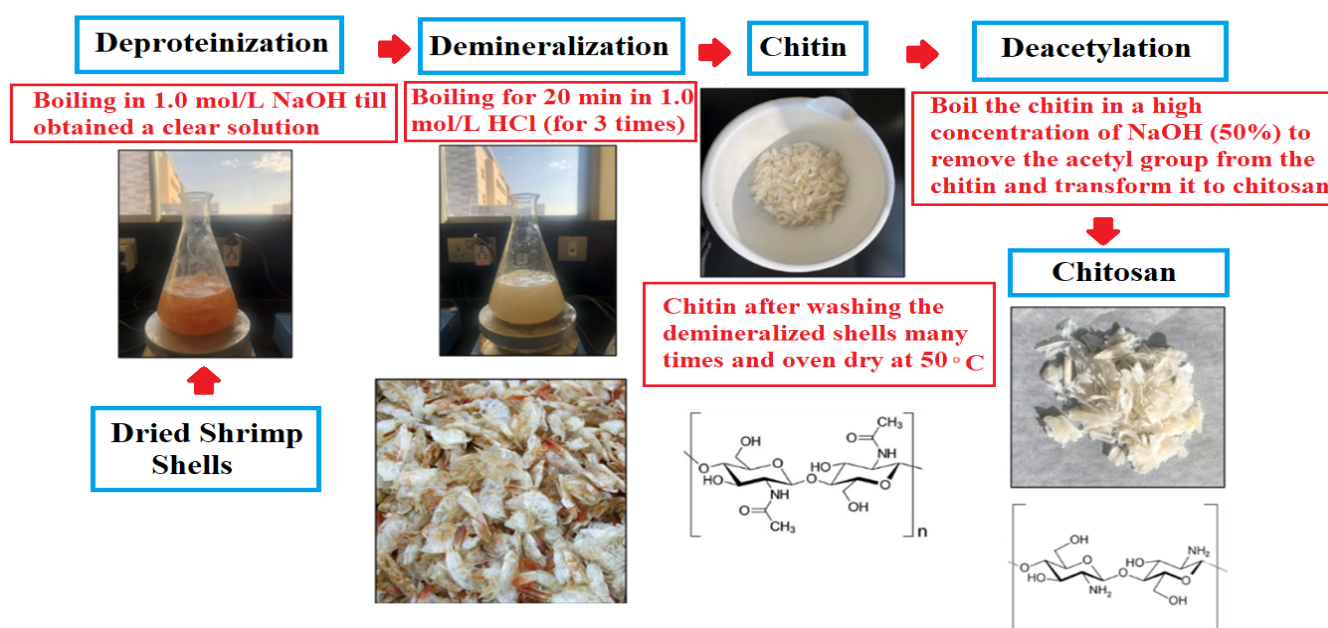 Deproteinization
Demineralization
Chitin
Deacetylation
Boiling in 1.0 mol/L NaOH till
obtained a clear solution
Boiling for 20 min in 1.0
mol/L HCl (for 3 times)
Boil the chitin in a high
concentration of NaOH (50%) to
remove the acetyl group from the
chitin and transform it to chitosan
Chitosan
Chitin after washing the
demineralized shells many
times and oven dry at 50°C
Dried Shrimp
Shells
CH3
O
NH
OH
O
O
HO
HO
O
O
NH
O
OH
CH3
n
OH
O
O
HO
NH2
HO
NH2
O
O
OH